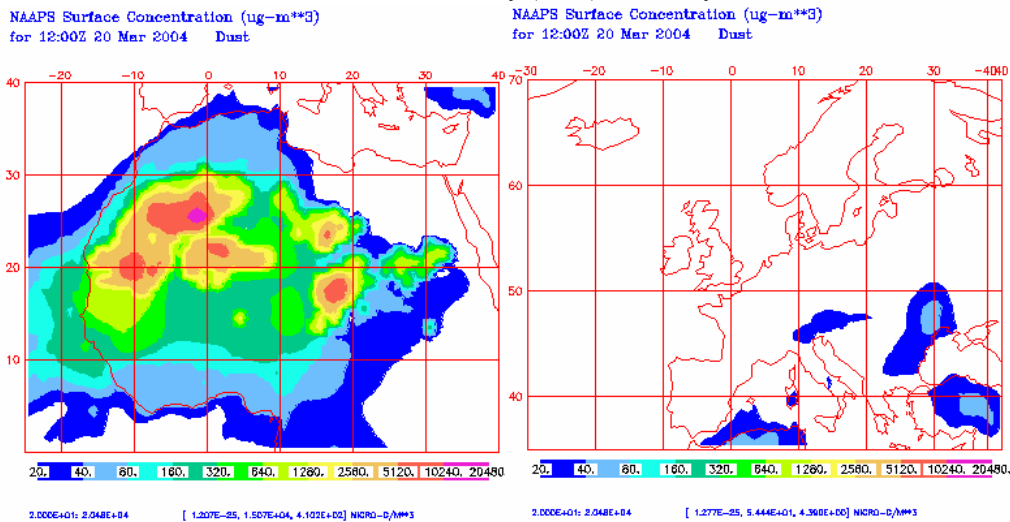 NAAPS Surface Concentration (ug-m**3)
for 12:00Z 20 Mar 2004 Dust
-20 -10 0 10 20 30 40
40
30
20
10
20. 40. 80. 160. 320. 640. 1280. 2560. 5120. 10240. 20480.
2.000E+01: 2.048E+04 [ 1.207E-25, 1.507E+04, 4.102E+02] MICRO-G/M**3
NAAPS Surface Concentration (ug-m**3)
for 12:00Z 20 Mar 2004 Dust
-30 -20 -10 0 10 20 30 40
70
60
50
40
20. 40. 80. 160. 320. 640. 1280. 2560. 5120. 10240. 20480.
2.000E+01: 2.048E+04 [ 1.277E-25, 5.444E+01, 4.390E+00] MICRO-G/M**3